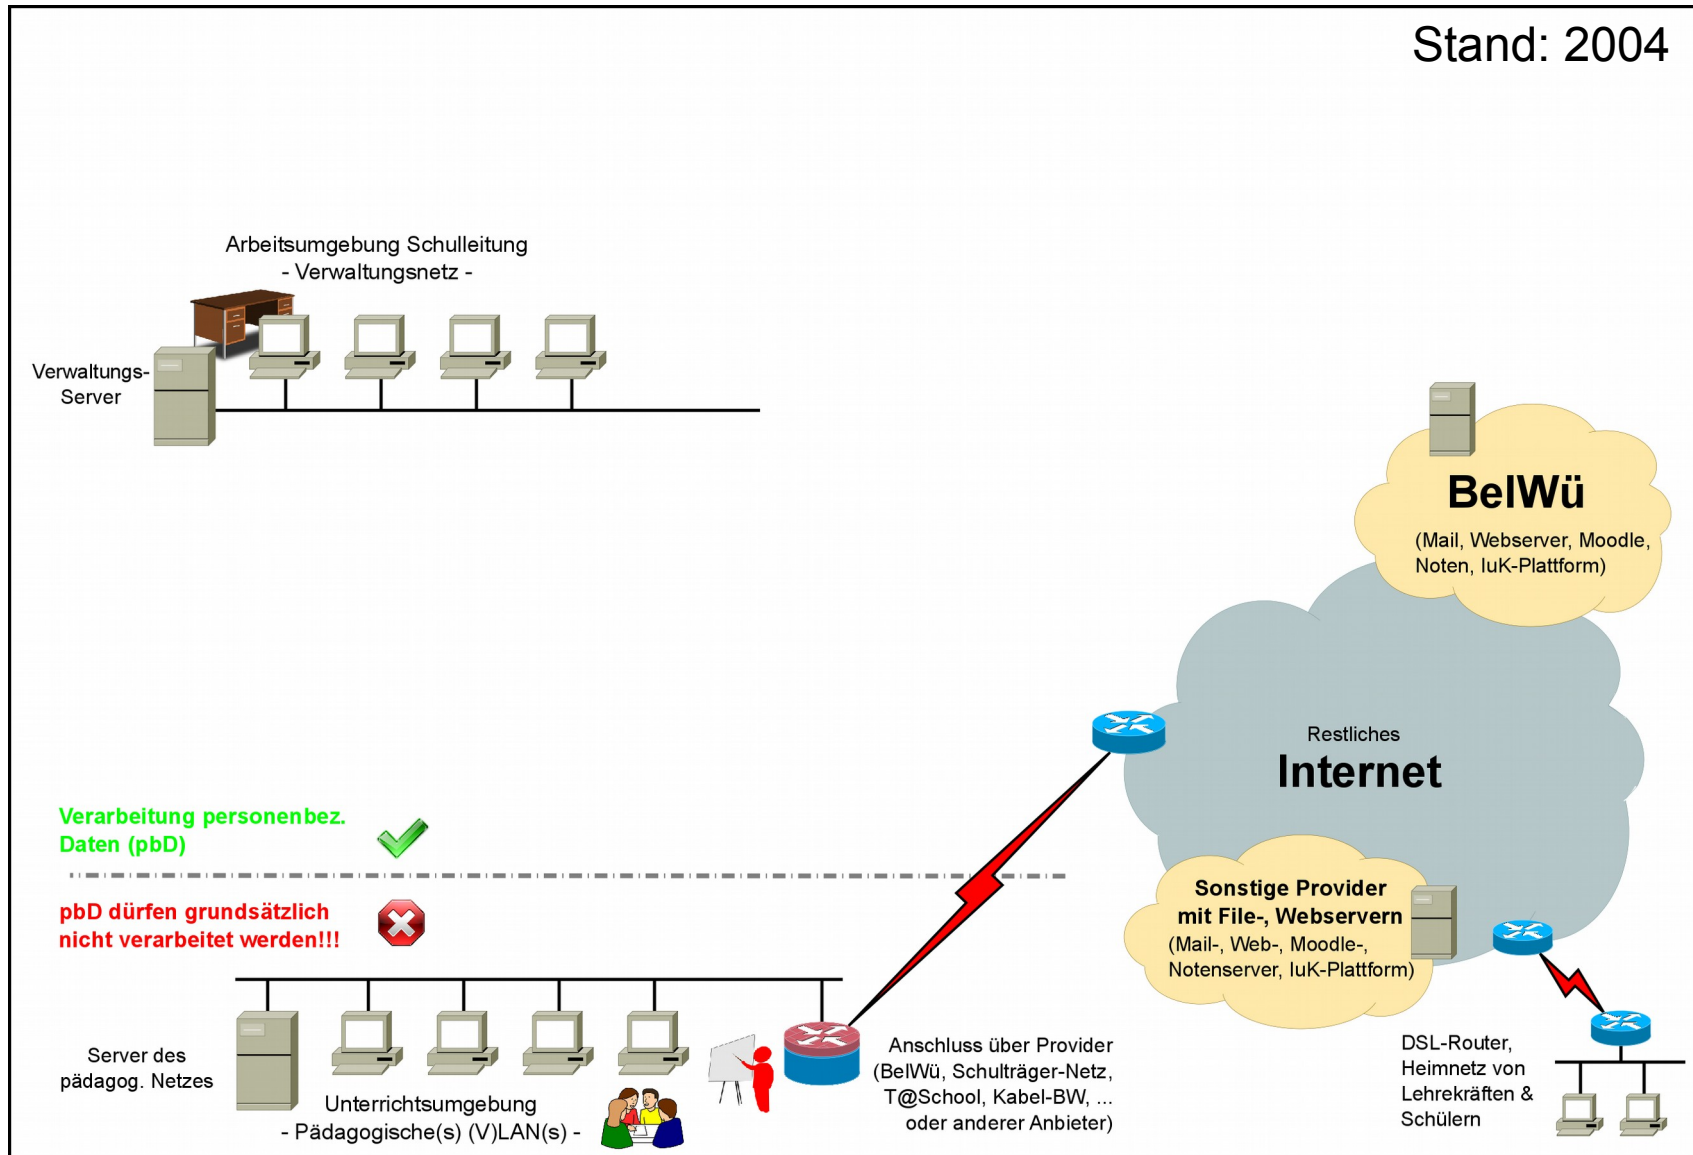 Stand: 2004
Arbeitsumgebung Schulleitung
- Verwaltungsnetz -
Verwaltungs-
Server
BelWü
(Mail, Webserver, Moodle,
Noten, IuK-Plattform)
Restliches
Internet
Verarbeitung personenbez.
Daten (pbD)
pbD dürfen grundsätzlich
nicht verarbeitet werden!!!
Sonstige Provider
mit File-, Webservern
(Mail-, Web-, Moodle-,
Notenserver, IuK-Plattform)
Server des
pädagog. Netzes
Unterrichtsumgebung
- Pädagogische(s) (V)LAN(s) -
Anschluss über Provider
(BelWü, Schulträger-Netz,
T@School, Kabel-BW, ...
oder anderer Anbieter)
DSL-Router,
Heimnetz von
Lehrekräften &
Schülern